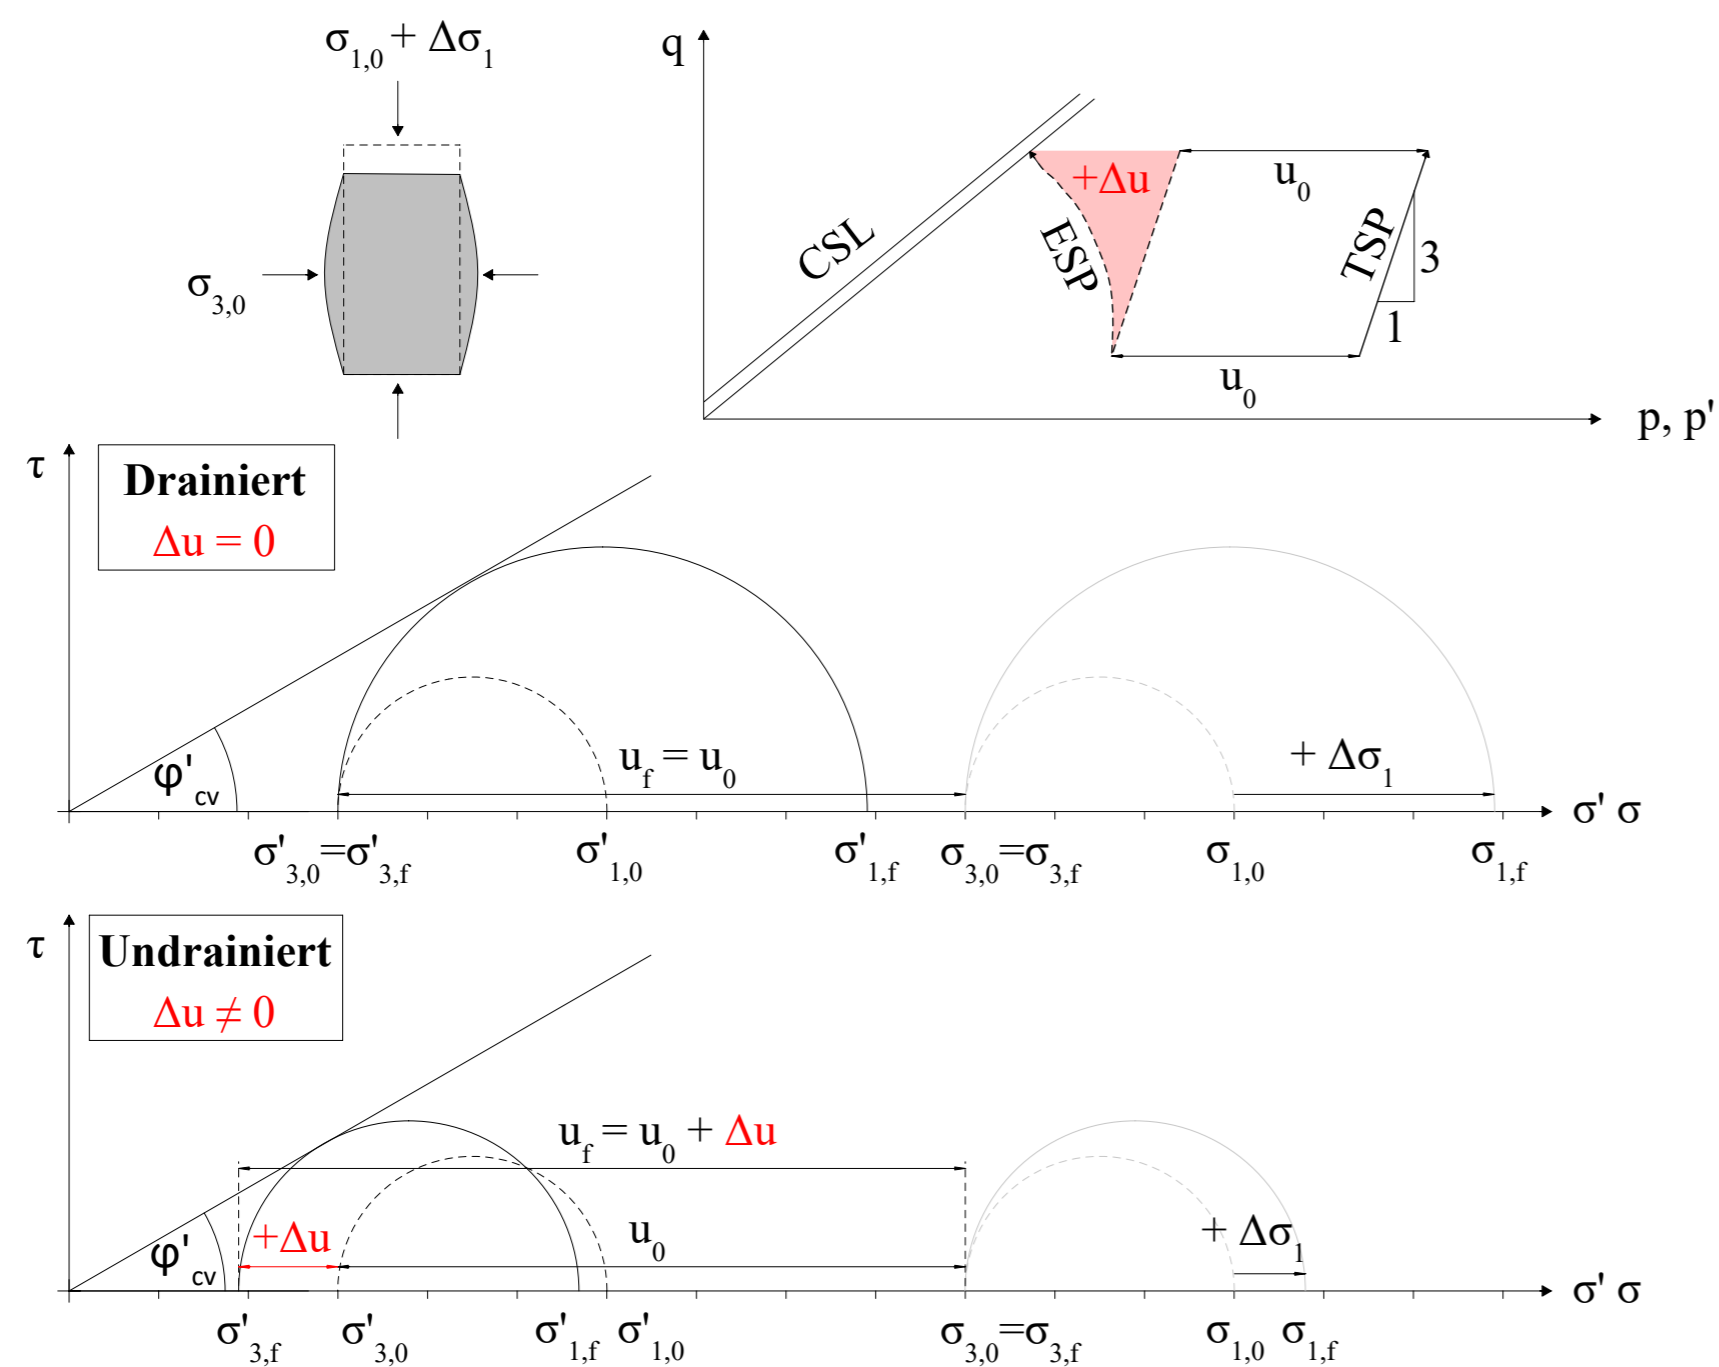 σ1,0 + Δσ1
σ3,0
q
CSL
ESP
+Δu
u0
TSP
3
1
u0
p, p'
τ
Drainiert
Δu = 0
φ'cv
uf = u0
+ Δσ1
σ' σ
σ'3,0=σ'3,f
σ'1,0
σ'1,f
σ3,0=σ3,f
σ1,0
σ1,f
τ
Undrainiert
Δu ≠ 0
uf = u0 + Δu
φ'cv
+Δu
u0
+ Δσ1
σ' σ
σ'3,f
σ'3,0
σ'1,f
σ'1,0
σ3,0=σ3,f
σ1,0
σ1,f